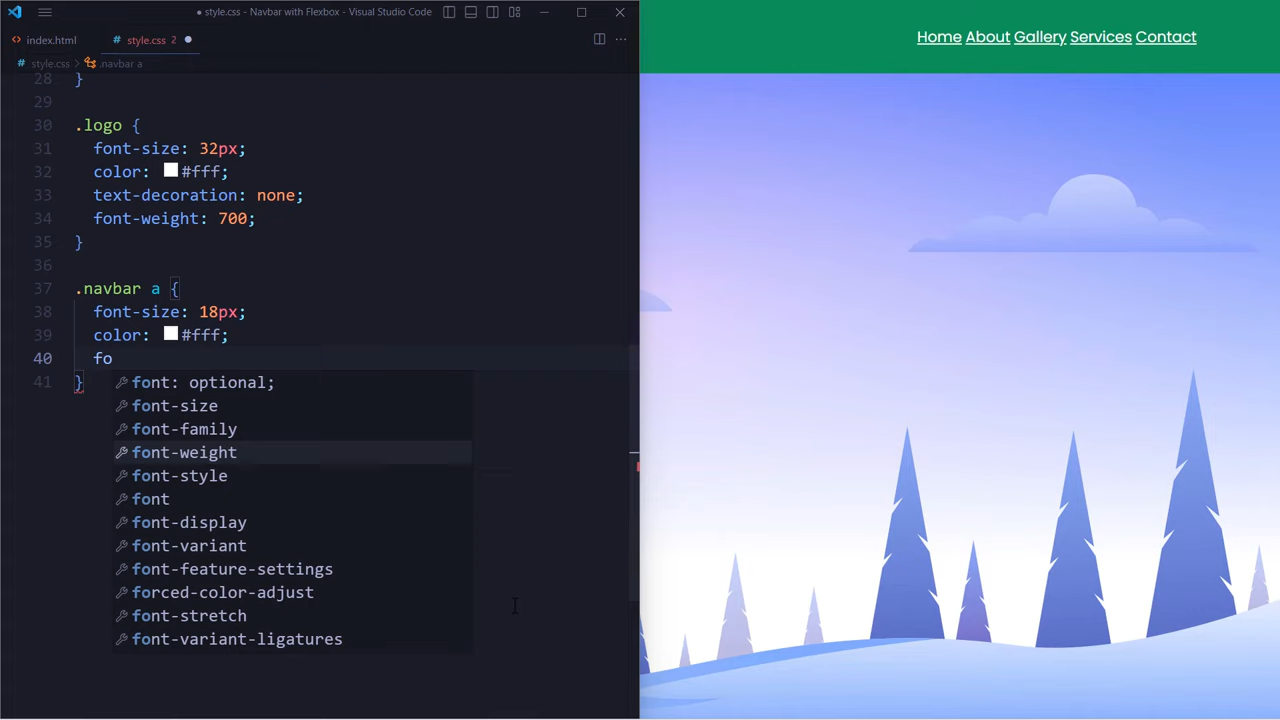 ● style.css - Navbar with Flexbox - Visual Studio Code
index.html
# style.css 2 ●
# style.css > .navbar a
28 }
29
30 .logo {
31 font-size: 32px;
32 color: #fff;
33 text-decoration: none;
34 font-weight: 700;
35 }
36
37 .navbar a {
38 font-size: 18px;
39 color: #fff;
40 fo
41 }
font: optional;
font-size
font-family
font-weight
font-style
font
font-display
font-variant
font-feature-settings
forced-color-adjust
font-stretch
font-variant-ligatures
Home About Gallery Services Contact